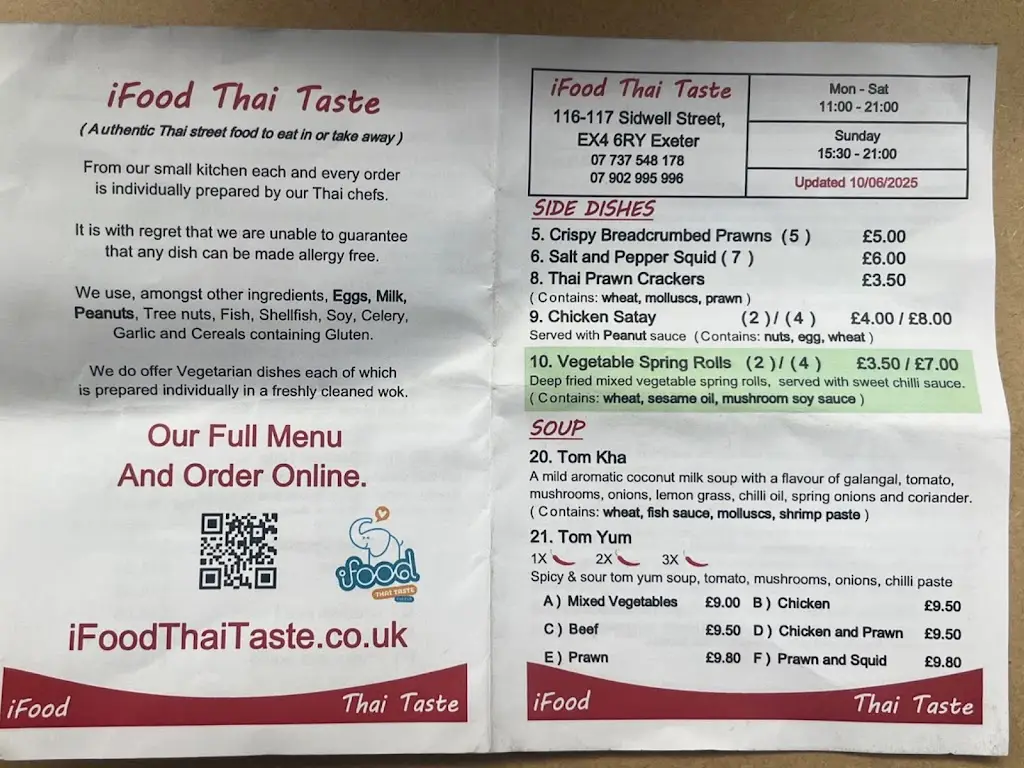 iFood Thai Taste
( Authentic Thai street food to eat in or take away )
From our small kitchen each and every order
is individually prepared by our Thai chefs.
It is with regret that we are unable to guarantee
that any dish can be made allergy free.
We use, amongst other ingredients, Eggs, Milk,
Peanuts, Tree nuts, Fish, Shellfish, Soy, Celery,
Garlic and Cereals containing Gluten.
We do offer Vegetarian dishes each of which
is prepared individually in a freshly cleaned wok.
Our Full Menu
And Order Online.
ifood
THAI TASTE
iFoodThaiTaste.co.uk
iFood Thai Taste
iFood Thai Taste
116-117 Sidwell Street,
EX4 6RY Exeter
07 737 548 178
07 902 995 996
Mon - Sat
11:00 - 21:00
Sunday
15:30 - 21:00
Updated 10/06/2025
SIDE DISHES
5. Crispy Breadcrumbed Prawns ( 5 ) £5.00
6. Salt and Pepper Squid ( 7 ) £6.00
8. Thai Prawn Crackers £3.50
( Contains: wheat, molluscs, prawn )
9. Chicken Satay ( 2 ) / ( 4 ) £4.00 / £8.00
Served with Peanut sauce ( Contains: nuts, egg, wheat )
10. Vegetable Spring Rolls ( 2 ) / ( 4 ) £3.50 / £7.00
Deep fried mixed vegetable spring rolls, served with sweet chilli sauce.
( Contains: wheat, sesame oil, mushroom soy sauce )
SOUP
20. Tom Kha
A mild aromatic coconut milk soup with a flavour of galangal, tomato,
mushrooms, onions, lemon grass, chilli oil, spring onions and coriander.
( Contains: wheat, fish sauce, molluscs, shrimp paste )
21. Tom Yum
1X 2X 3X
Spicy & sour tom yum soup, tomato, mushrooms, onions, chilli paste
A ) Mixed Vegetables £9.00 B ) Chicken £9.50
C ) Beef £9.50 D ) Chicken and Prawn £9.50
E ) Prawn £9.80 F ) Prawn and Squid £9.80
iFood Thai Taste